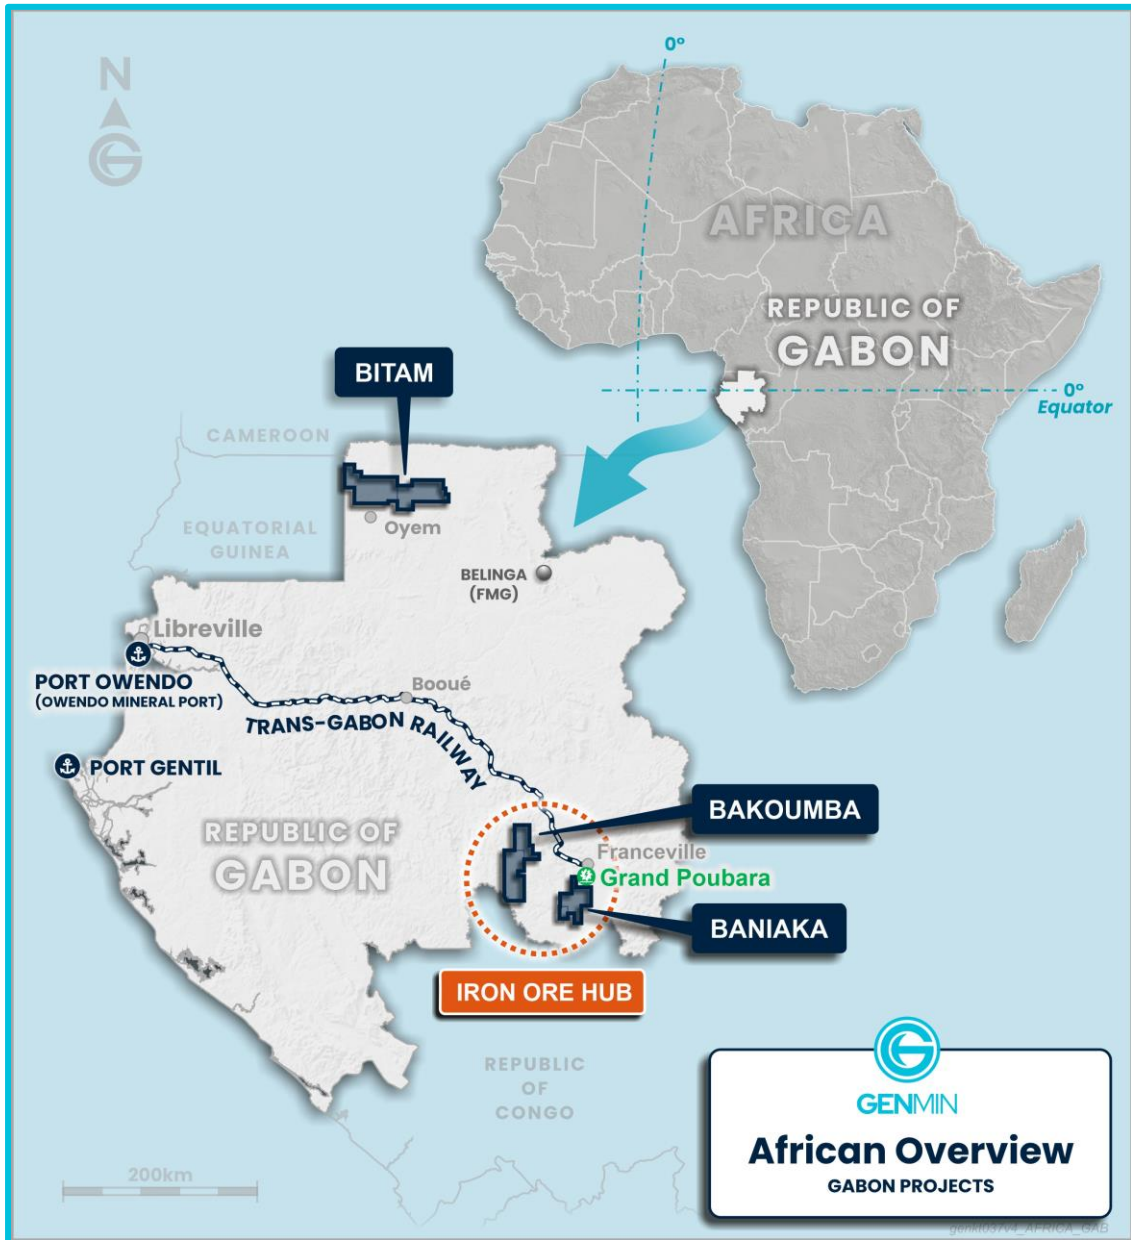 N
0°
AFRICA
REPUBLIC OF
GABON
0°
Equator
BITAM
CAMEROON
EQUATORIAL
GUINEA
Oyem
BELINGA
(FMG)
Libreville
PORT OWENDO
(OWENDO MINERAL PORT)
Booué
TRANS-GABON RAILWAY
PORT GENTIL
BAKOUMBA
REPUBLIC OF
GABON
Franceville
Grand Poubara
BANIAKA
IRON ORE HUB
REPUBLIC
OF
CONGO
GENMIN
African Overview
GABON PROJECTS
200km
genkt037v4_AFRICA_GAB